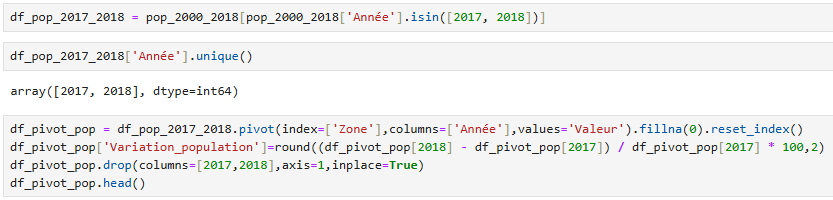 df_pop_2017_2018 = pop_2000_2018[pop_2000_2018['Année'].isin([2017, 2018])]
df_pop_2017_2018['Année'].unique()
array([2017, 2018], dtype=int64)
df_pivot_pop = df_pop_2017_2018.pivot(index=['Zone'],columns=['Année'],values='Valeur').fillna(0).reset_index()
df_pivot_pop['Variation_population']=round((df_pivot_pop[2018] - df_pivot_pop[2017]) / df_pivot_pop[2017] * 100,2)
df_pivot_pop.drop(columns=[2017,2018],axis=1,inplace=True)
df_pivot_pop.head()